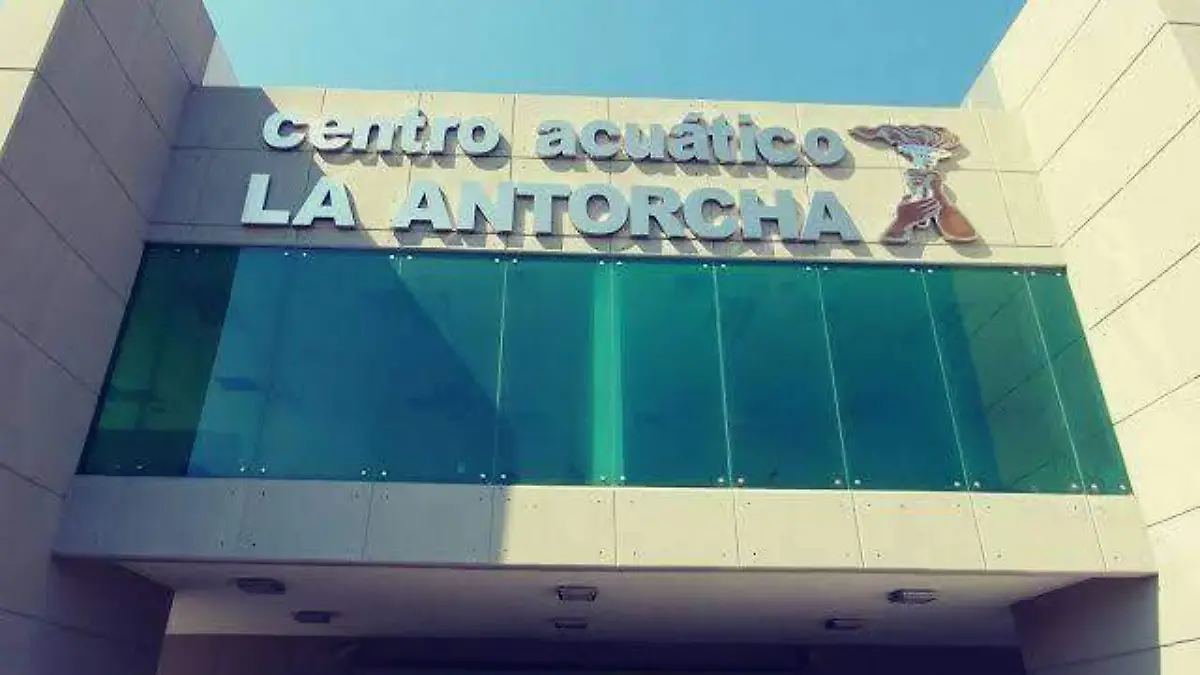 centro acuático
LA ANTORCHA